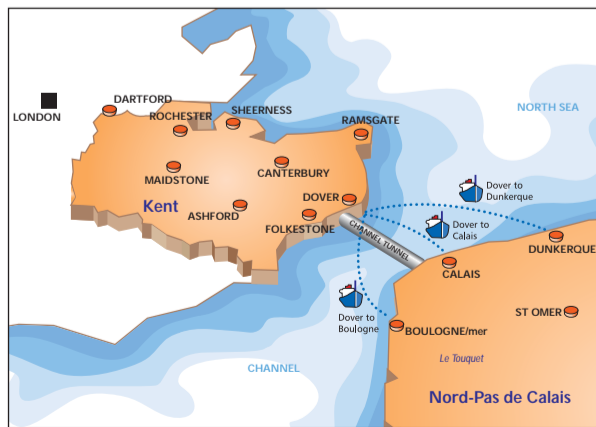 LONDON
DARTFORD
ROCHESTER
SHEERNESS
RAMSGATE
NORTH SEA
MAIDSTONE
CANTERBURY
Kent
ASHFORD
DOVER
FOLKESTONE
CHANNEL TUNNEL
Dover to
Dunkerque
Dover to
Calais
DUNKERQUE
CALAIS
Dover to
Boulogne
ST OMER
BOULOGNE/mer
Le Touquet
CHANNEL
Nord-Pas de Calais